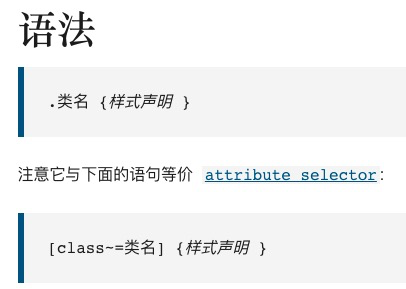 语法
.类名 {样式声明 }
注意它与下面的语句等价 attribute selector:
[class~=类名] {样式声明 }